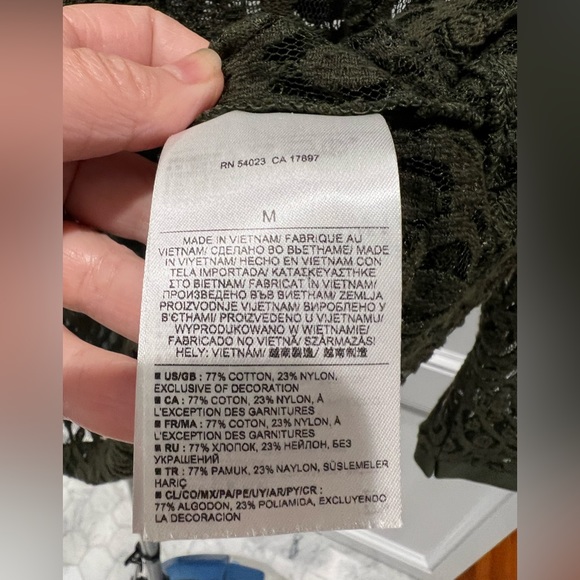 RN 54023 CA 17897
M
MADE IN VIETNAM/ FABRIQUE AU
VIETNAM/ СДЕЛАНО ВО ВЬЕТНАМЕ/ MADE
IN VIYETNAM/ HECHO EN VIETNAM CON
TELA IMPORTADA/ ΚΑΤΑΣΚΕΥΑΣΤΗΚΕ
ΣΤΟ ΒΙΕΤΝΑΜ/ FABRICAT ÎN VIETNAM/
ПРОИЗВЕДЕНО ВЪВ ВИЕТНАМ/ ZEMLJA
PROIZVODNJE VIJETNAM/ ВИРОБЛЕНО У
В'ЄТНАМІ/ PROIZVEDENO U VIJETNAMU/
WYPRODUKOWANO W WIETNAMIE/
FABRICADO NO VIETNÃ/ SZÁRMAZÁSI
HELY: VIETNÁM/ 越南製造/ 越南制造
■ US/GB : 77% COTTON, 23% NYLON,
EXCLUSIVE OF DECORATION
■ CA : 77% COTON, 23% NYLON, À
L'EXCEPTION DES GARNITURES
■ FR/MA : 77% COTON, 23% NYLON, À
L'EXCEPTION DES GARNITURES
■ RU : 77% ХЛОПОК, 23% НЕЙЛОН, БЕЗ
УКРАШЕНИЙ
■ TR : 77% PAMUK, 23% NAYLON, SÜSLEMELER
HARİÇ
■ CL/CO/MX/PA/PE/UY/AR/PY/CR :
77% ALGODON, 23% POLIAMIDA, EXCLUYENDO
LA DECORACION